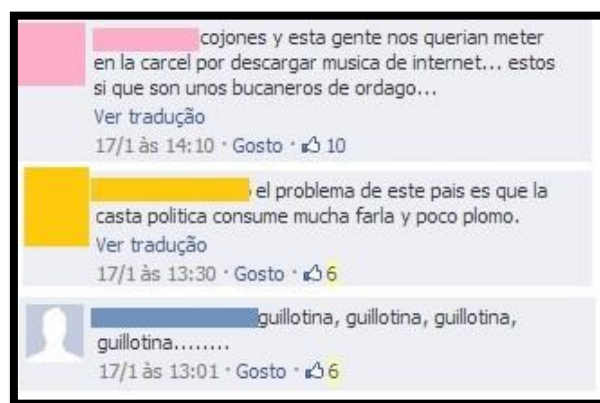 cojones y esta gente nos querian meter
en la carcel por descargar musica de internet... estos
si que son unos bucaneros de ordago...
Ver tradução
17/1 às 14:10 · Gosto · 10
el problema de este pais es que la
casta politica consume mucha farla y poco plomo.
Ver tradução
17/1 às 13:30 · Gosto · 6
guillotina, guillotina, guillotina,
guillotina........
17/1 às 13:01 · Gosto · 6